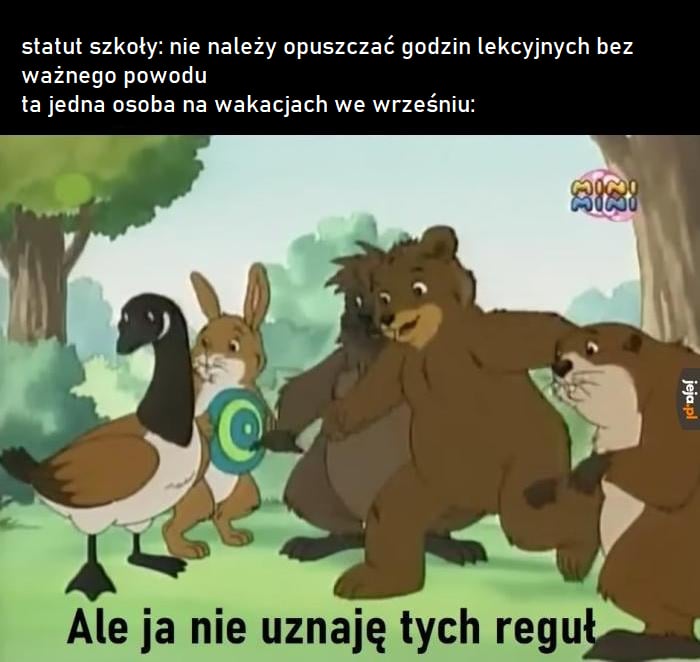 statut szkoły: nie należy opuszczać godzin lekcyjnych bez
ważnego powodu
ta jedna osoba na wakacjach we wrześniu:
MINI
MINI
jeja.pl
Ale ja nie uznaję tych reguł